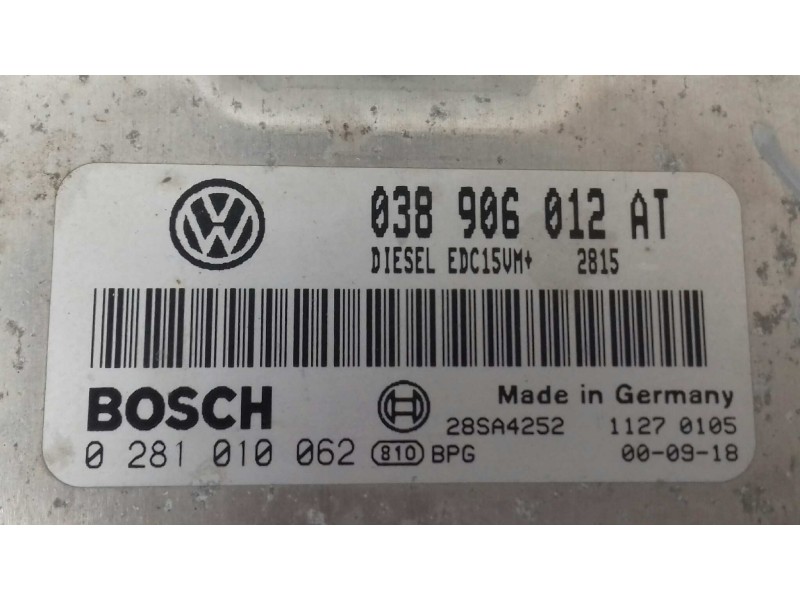 038 906 012 AT
DIESEL EDC15VM+ 2815
BOSCH
Made in Germany
28SA4252 1127 0105
0 281 010 062 810 BPG 00-09-18